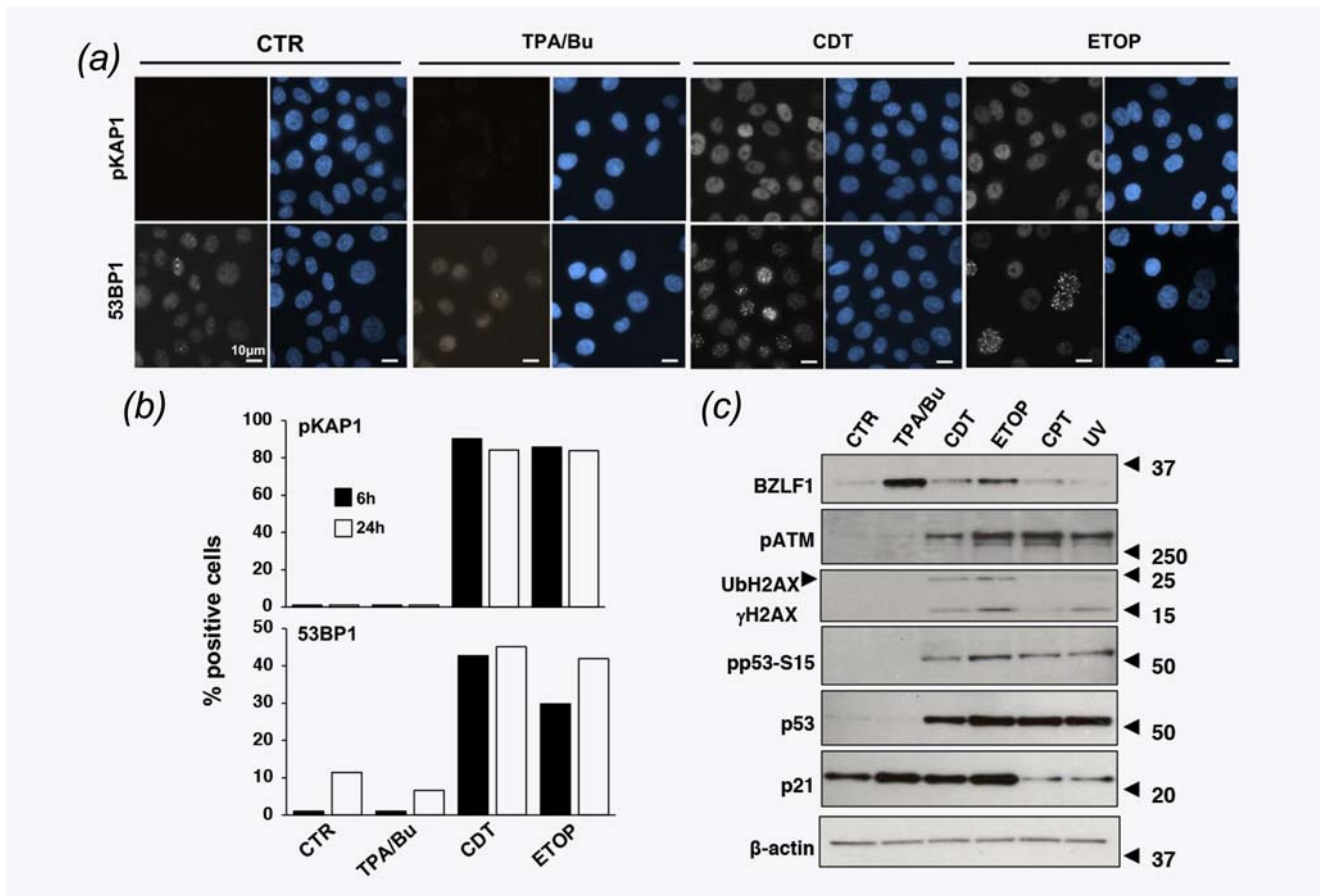 (a)
CTR TPA/Bu CDT ETOP
pKAP1
53BP1
10µm
(b)
pKAP1
100
80
60
40
20
0
6h
24h
% positive cells
53BP1
50
40
30
20
10
0
CTR TPA/Bu CDT ETOP
(c)
CTR TPA/Bu CDT ETOP CPT UV
BZLF1 37
pATM 250
UbH2AX 25
γH2AX 15
pp53-S15 50
p53 50
p21 20
β-actin 37